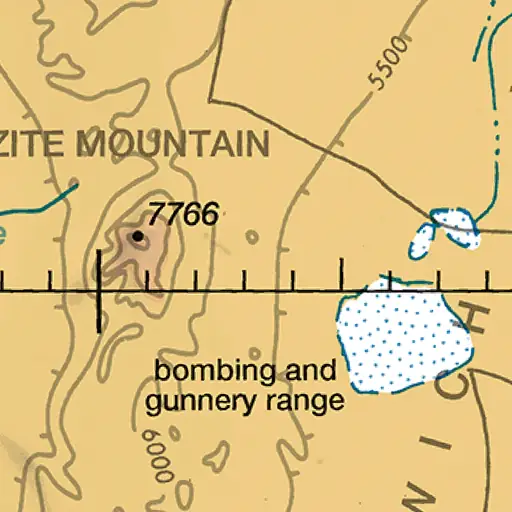 5500
ZITE MOUNTAIN
7766
e
bombing and
gunnery range
6000
W I C H